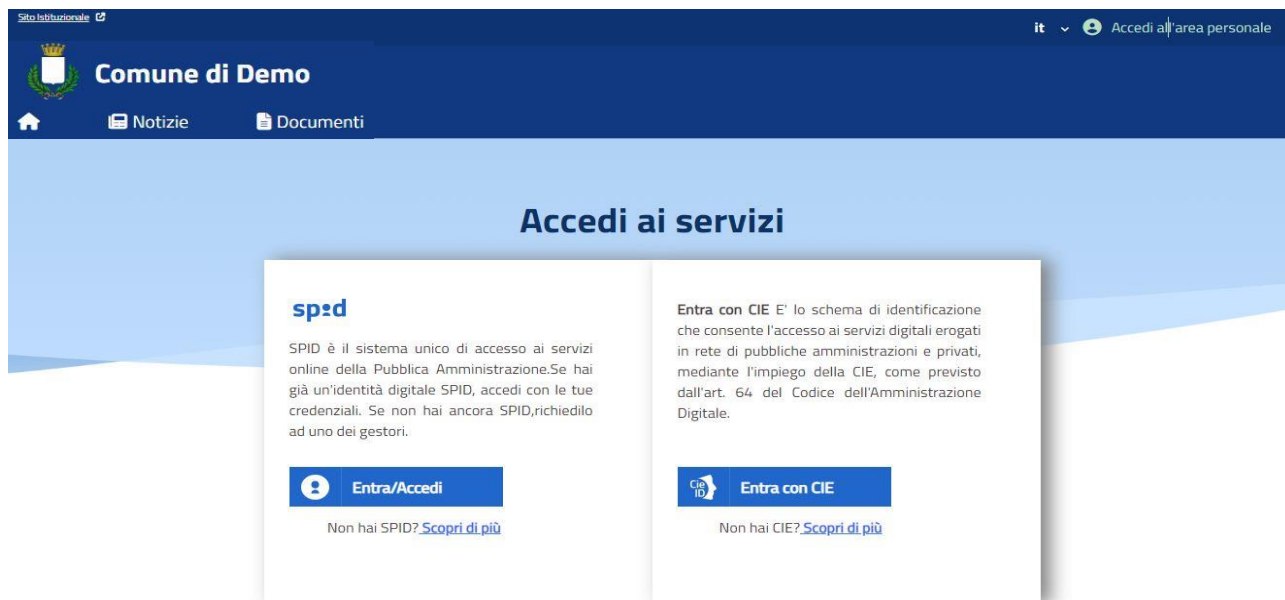 Sito Istituzionale
it Accedi all'area personale
Comune di Demo
Notizie Documenti
Accedi ai servizi
spid
SPID è il sistema unico di accesso ai servizi
online della Pubblica Amministrazione.Se hai
già un'identità digitale SPID, accedi con le tue
credenziali. Se non hai ancora SPID,richiedilo
ad uno dei gestori.
Entra/Accedi
Non hai SPID? Scopri di più
Entra con CIE E' lo schema di identificazione
che consente l'accesso ai servizi digitali erogati
in rete di pubbliche amministrazioni e privati,
mediante l'impiego della CIE, come previsto
dall'art. 64 del Codice dell'Amministrazione
Digitale.
Cie
ID
Entra con CIE
Non hai CIE? Scopri di più